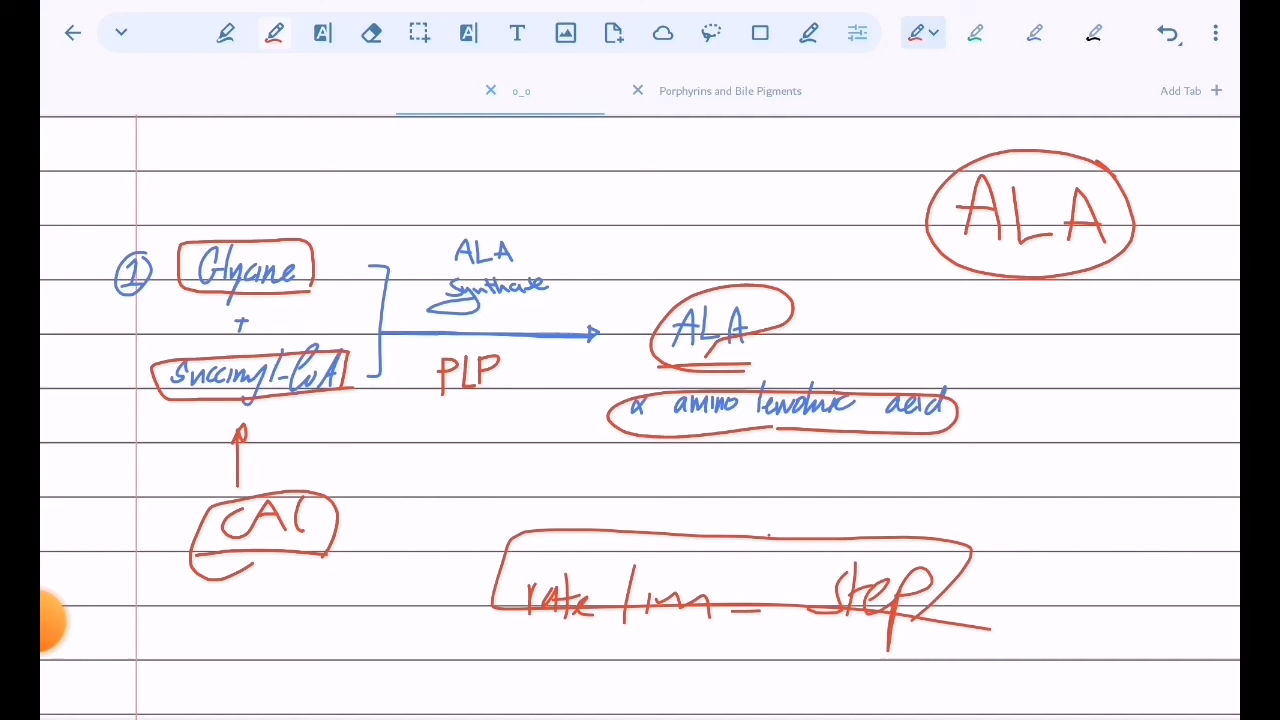 o_o
Porphyrins and Bile Pigments
Add Tab
ALA
1 Glycine
+
Succinyl-CoA
ALA
Synthase
PLP
ALA
α amino levolinic acid
CAC
rate lim – step